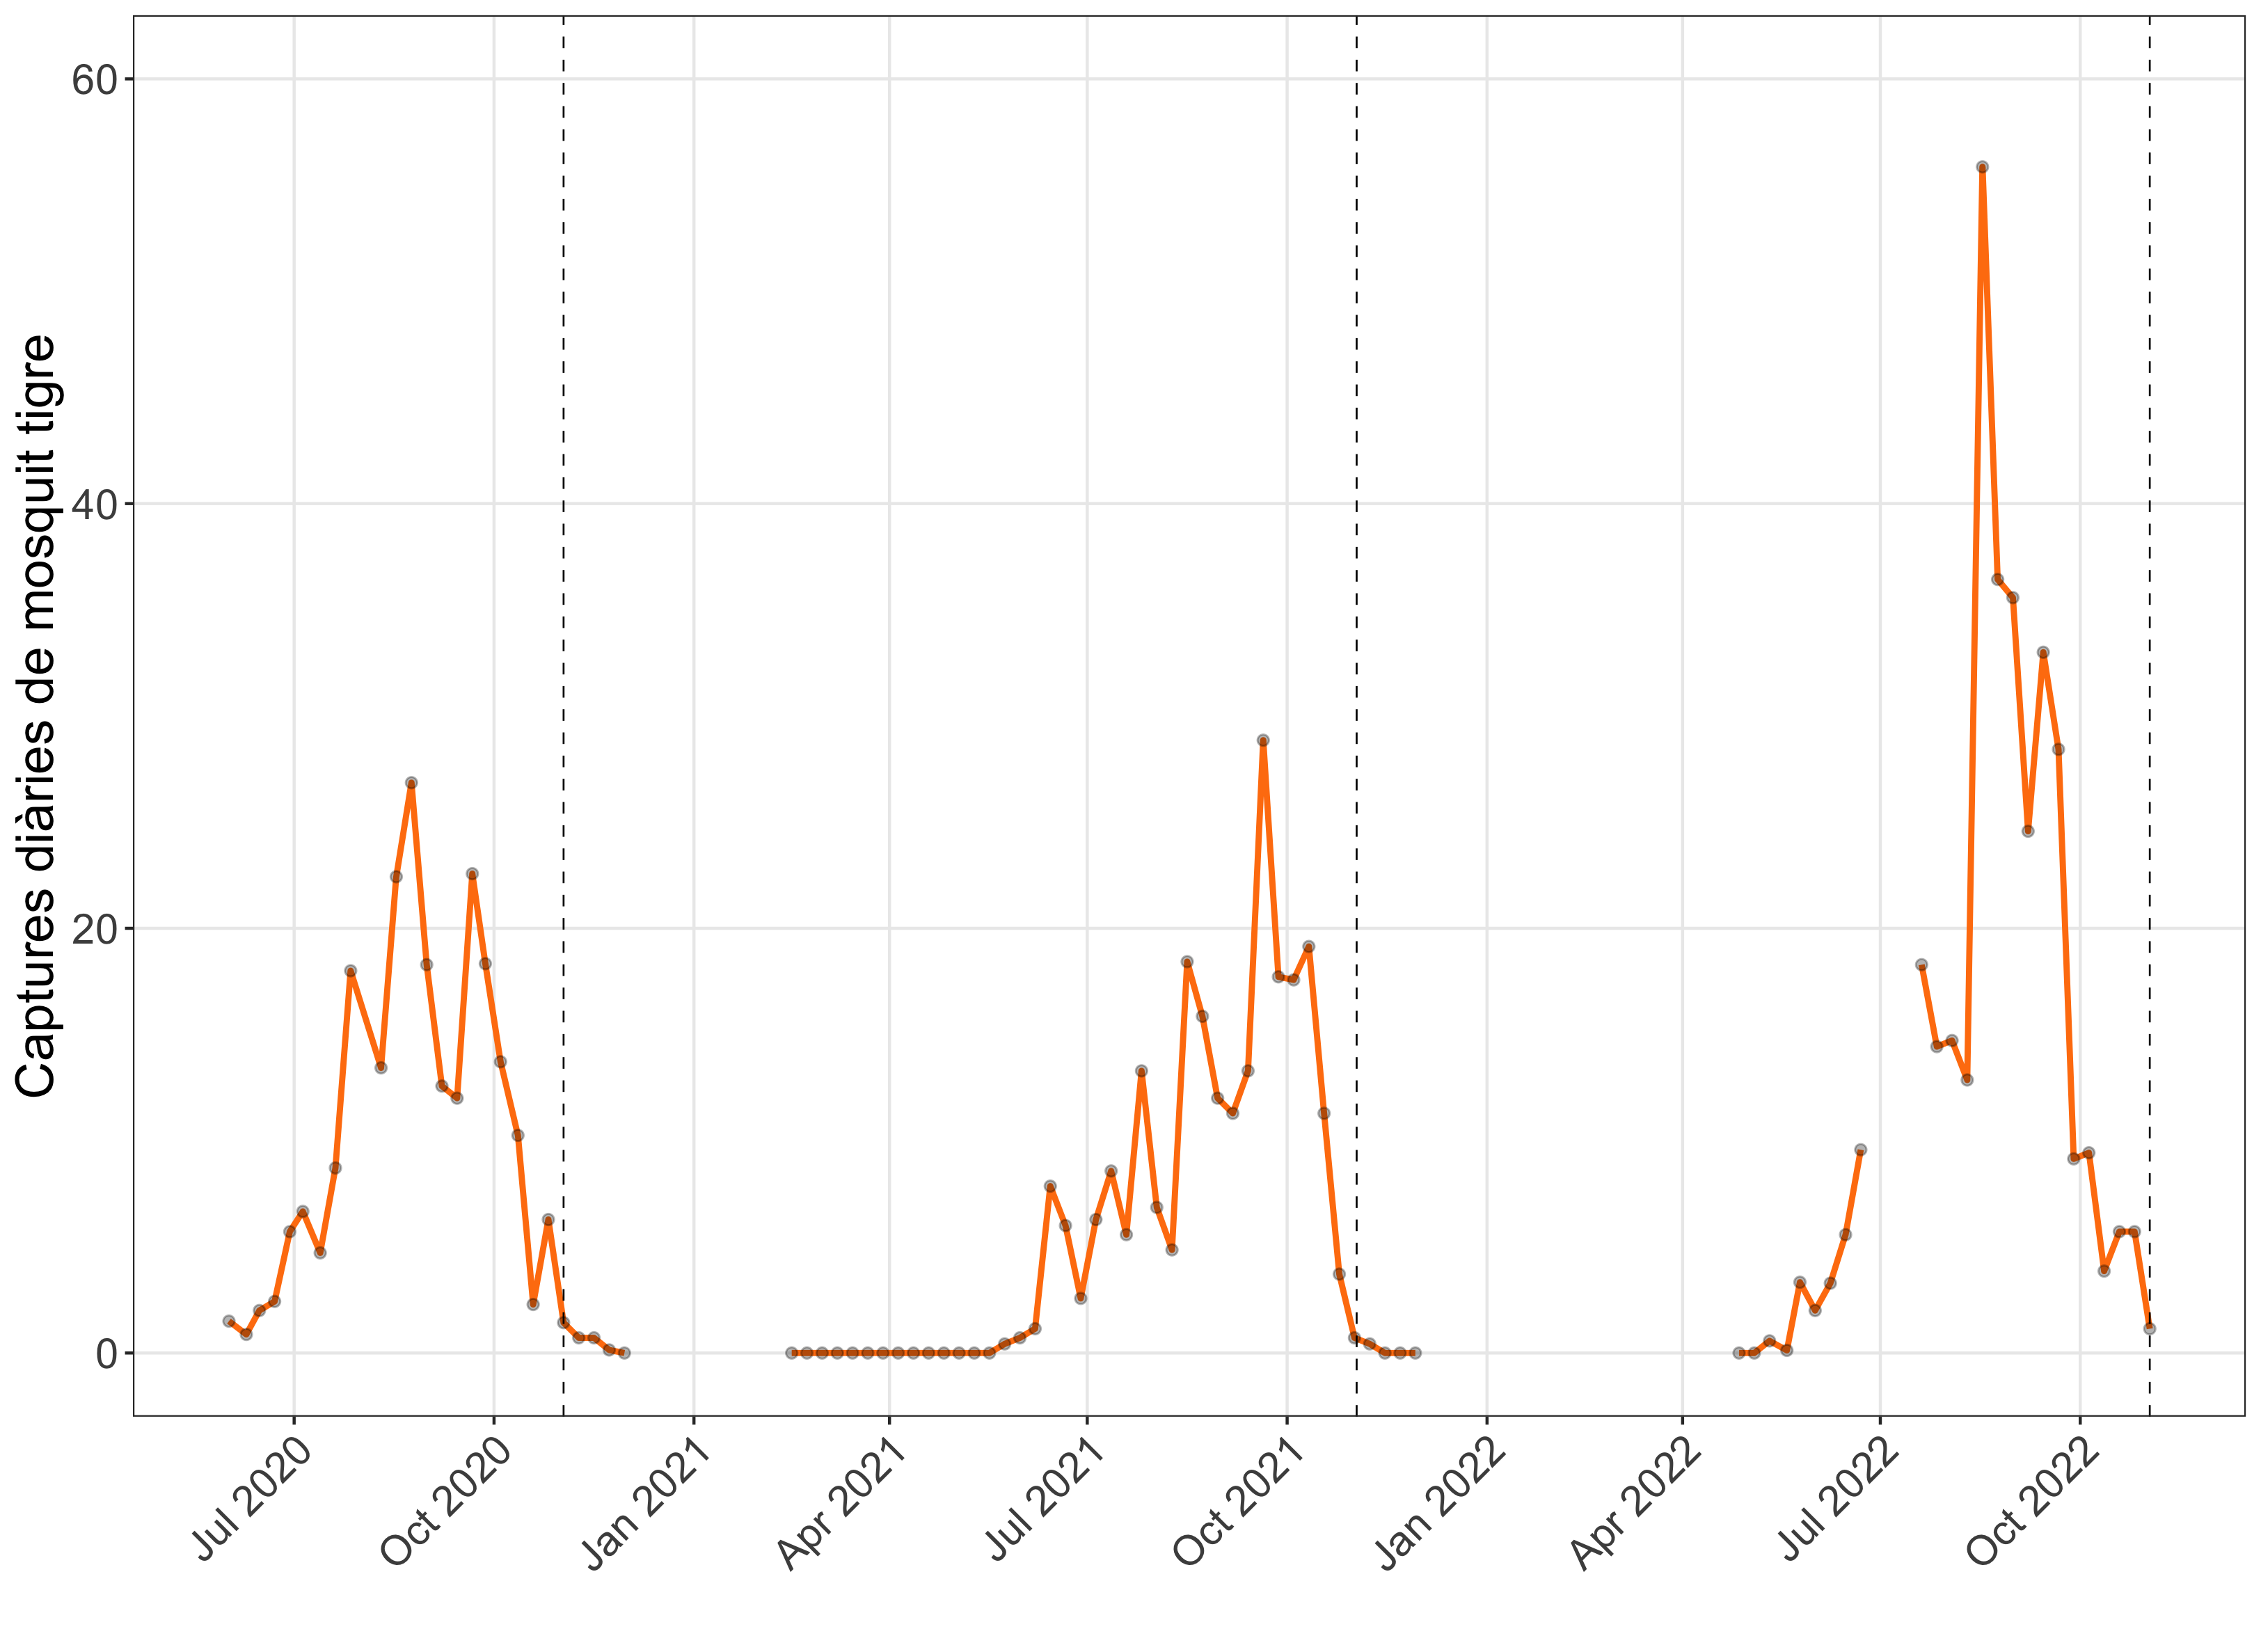 Captures diàries de mosquit tigre
60
40
20
0
Jul 2020
Oct 2020
Jan 2021
Apr 2021
Jul 2021
Oct 2021
Jan 2022
Apr 2022
Jul 2022
Oct 2022